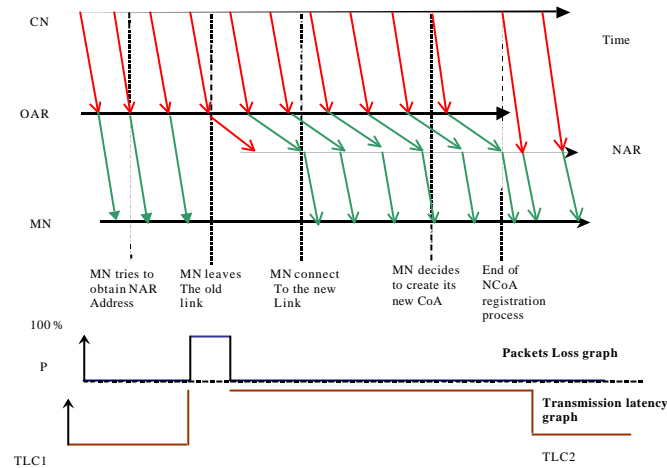 CN
Time
OAR
NAR
MN
MN tries to
obtain NAR
Address
MN leaves
The old
link
MN connect
To the new
Link
MN decides
to create its
new CoA
End of
NCoA
registration
process
100 %
P
Packets Loss graph
Transmission latency
graph
TLC1
TLC2